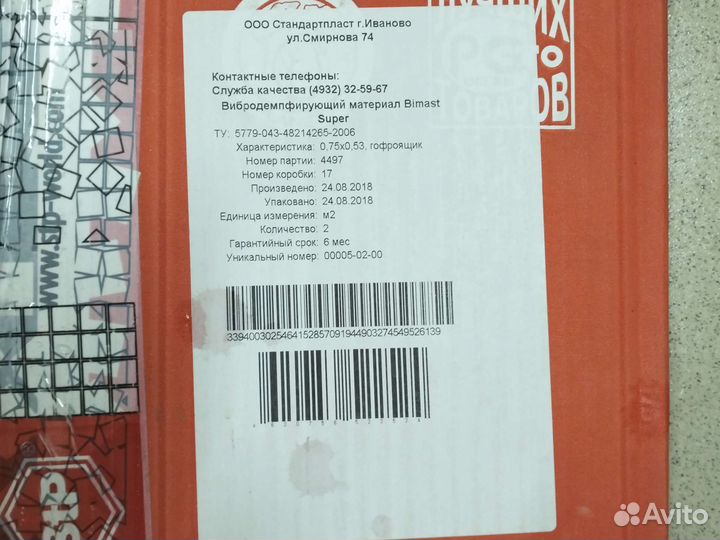 ООО Стандартпласт г.Иваново
ул.Смирнова 74
Контактные телефоны:
Служба качества (4932) 32-59-67
Вибродемпфирующий материал Bimast
Super
ТУ: 5779-043-48214265-2006
Характеристика: 0,75x0,53, гофроящик
Номер партии: 4497
Номер коробки: 17
Произведено: 24.08.2018
Упаковано: 24.08.2018
Единица измерения: м2
Количество: 2
Гарантийный срок: 6 мес
Уникальный номер: 00005-02-00
3394003025464152857091944903274549526139
www.stp-world.com
StP
Avito